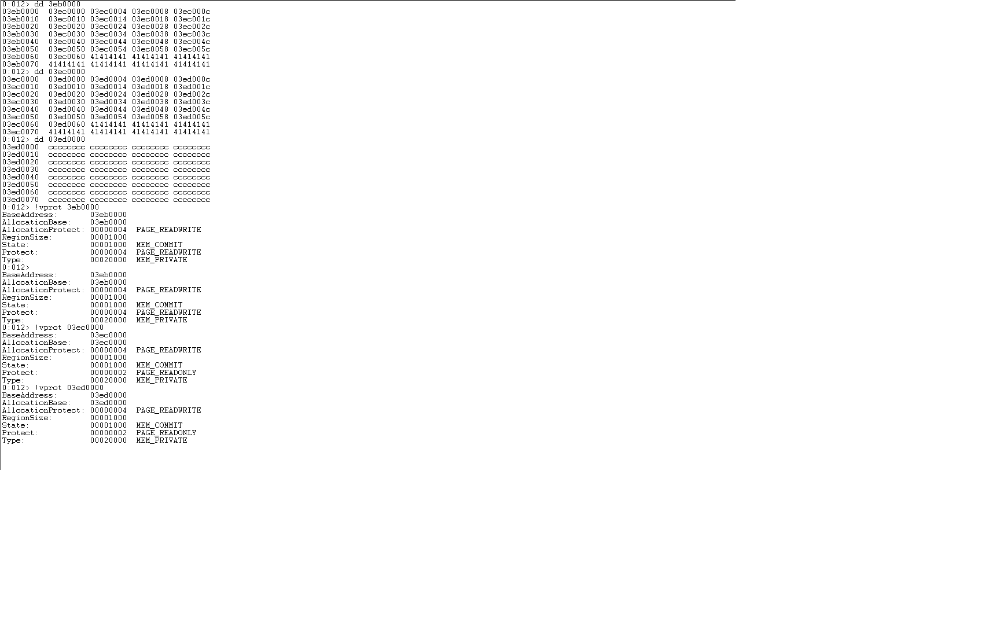 0:012> dd 3eb0000
03eb0000  03ec0000 03ec0004 03ec0008 03ec000c
03eb0010  03ec0010 03ec0014 03ec0018 03ec001c
03eb0020  03ec0020 03ec0024 03ec0028 03ec002c
03eb0030  03ec0030 03ec0034 03ec0038 03ec003c
03eb0040  03ec0040 03ec0044 03ec0048 03ec004c
03eb0050  03ec0050 03ec0054 03ec0058 03ec005c
03eb0060  03ec0060 41414141 41414141 41414141
03eb0070  41414141 41414141 41414141 41414141
0:012> dd 03ec0000
03ec0000  03ed0000 03ed0004 03ed0008 03ed000c
03ec0010  03ed0010 03ed0014 03ed0018 03ed001c
03ec0020  03ed0020 03ed0024 03ed0028 03ed002c
03ec0030  03ed0030 03ed0034 03ed0038 03ed003c
03ec0040  03ed0040 03ed0044 03ed0048 03ed004c
03ec0050  03ed0050 03ed0054 03ed0058 03ed005c
03ec0060  03ed0060 41414141 41414141 41414141
03ec0070  41414141 41414141 41414141 41414141
0:012> dd 03ed0000
03ed0000  cccccccc cccccccc cccccccc cccccccc
03ed0010  cccccccc cccccccc cccccccc cccccccc
03ed0020  cccccccc cccccccc cccccccc cccccccc
03ed0030  cccccccc cccccccc cccccccc cccccccc
03ed0040  cccccccc cccccccc cccccccc cccccccc
03ed0050  cccccccc cccccccc cccccccc cccccccc
03ed0060  cccccccc cccccccc cccccccc cccccccc
03ed0070  cccccccc cccccccc cccccccc cccccccc
0:012> !vprot 3eb0000
BaseAddress:       03eb0000
AllocationBase:    03eb0000
AllocationProtect: 00000004  PAGE_READWRITE
RegionSize:        00001000
State:             00001000  MEM_COMMIT
Protect:           00000004  PAGE_READWRITE
Type:              00020000  MEM_PRIVATE
0:012>
BaseAddress:       03eb0000
AllocationBase:    03eb0000
AllocationProtect: 00000004  PAGE_READWRITE
RegionSize:        00001000
State:             00001000  MEM_COMMIT
Protect:           00000004  PAGE_READWRITE
Type:              00020000  MEM_PRIVATE
0:012> !vprot 03ec0000
BaseAddress:       03ec0000
AllocationBase:    03ec0000
AllocationProtect: 00000004  PAGE_READWRITE
RegionSize:        00001000
State:             00001000  MEM_COMMIT
Protect:           00000002  PAGE_READONLY
Type:              00020000  MEM_PRIVATE
0:012> !vprot 03ed0000
BaseAddress:       03ed0000
AllocationBase:    03ed0000
AllocationProtect: 00000004  PAGE_READWRITE
RegionSize:        00001000
State:             00001000  MEM_COMMIT
Protect:           00000002  PAGE_READONLY
Type:              00020000  MEM_PRIVATE